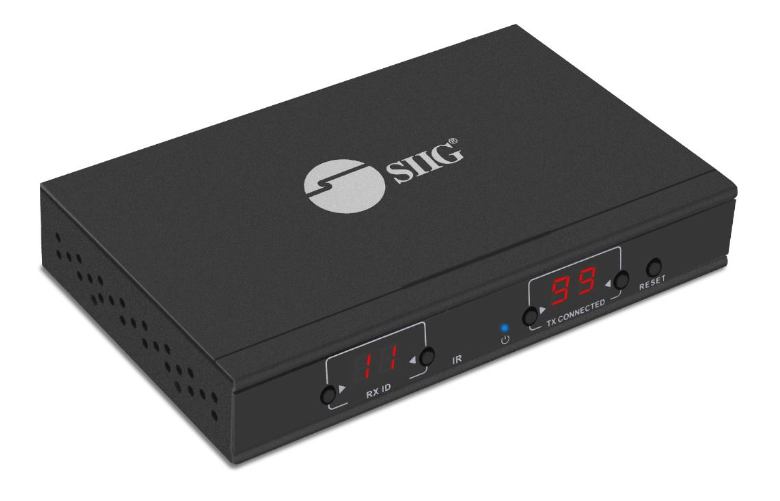 SIIG®
99
TX CONNECTED
RESET
11
RX ID
IR